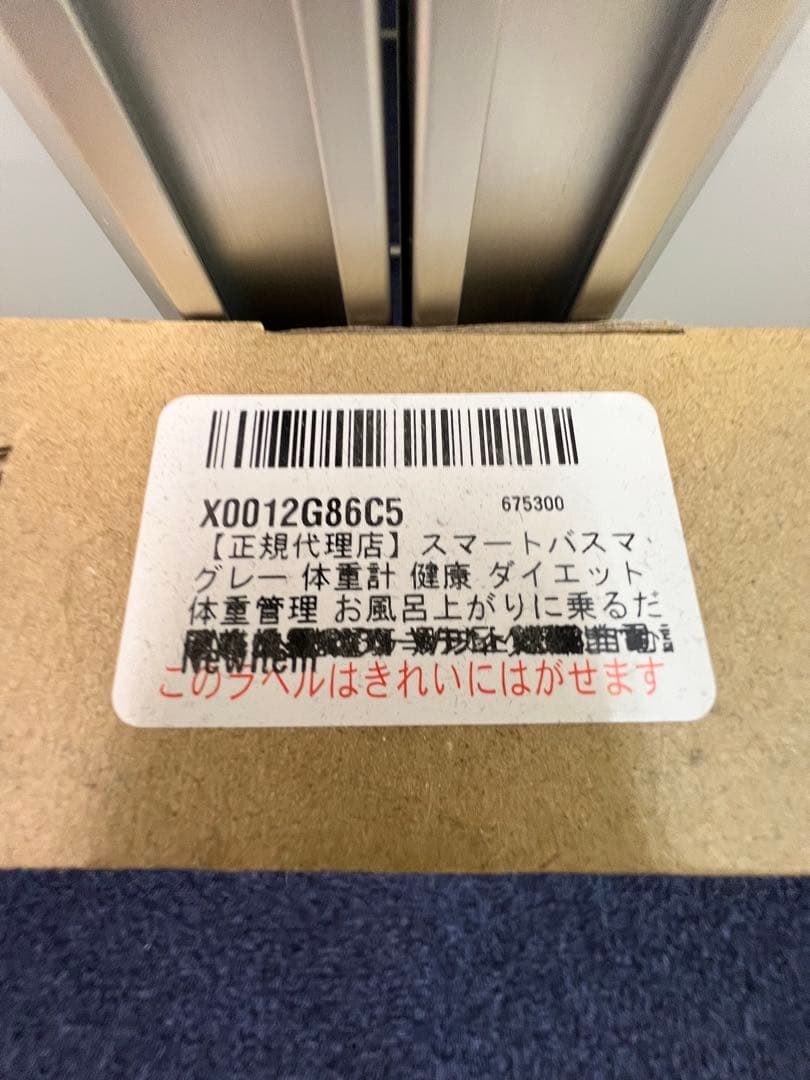 X0012G86C5
675300
【正規代理店】スマートバスマ
グレー 体重計 健康 ダイエット
体重管理 お風呂上がりに乗るだ
NewItem
このラベルはきれいにはがせます